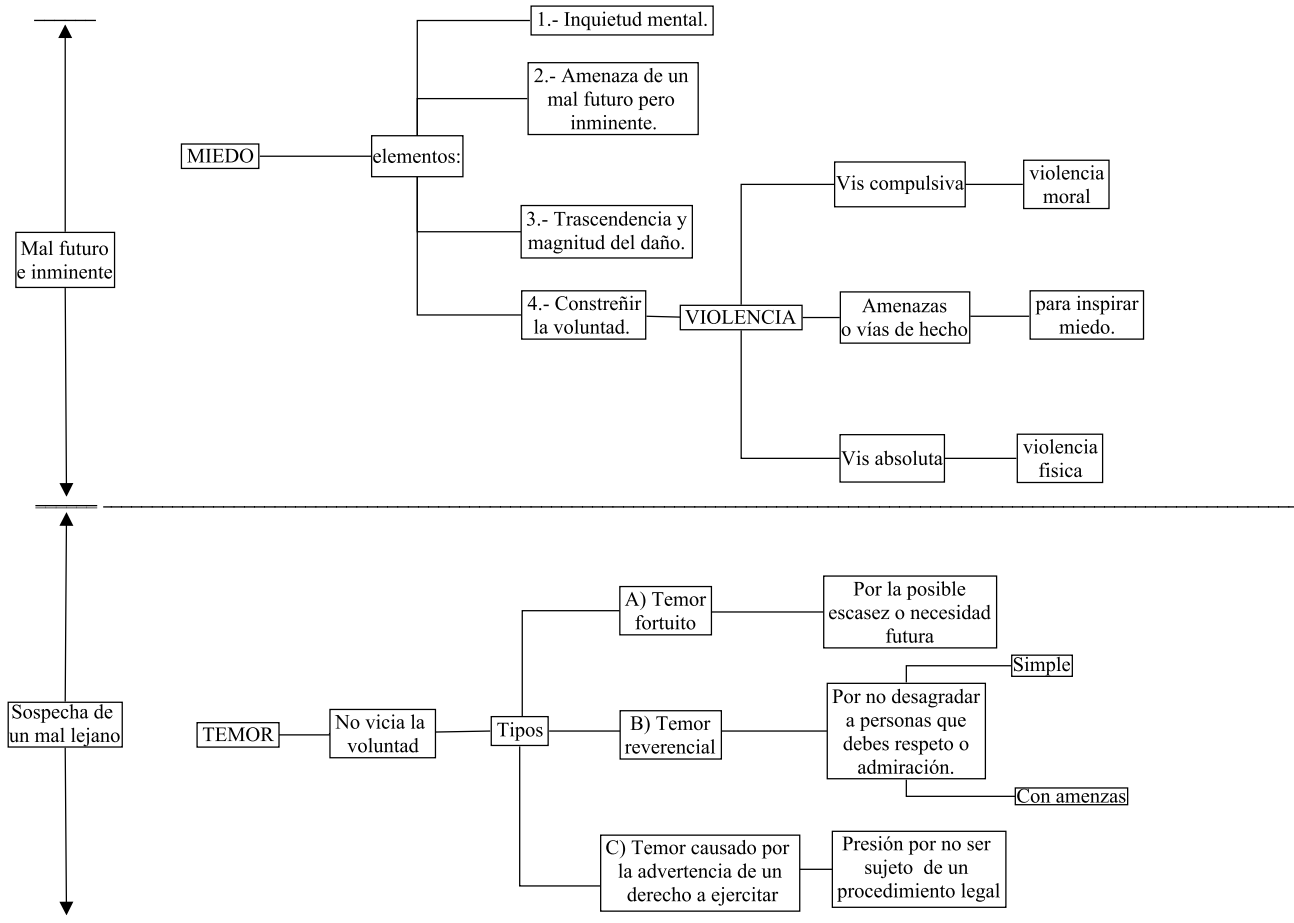 1.- Inquietud mental.
2.- Amenaza de un
mal futuro pero
inminente.
MIEDO
elementos:
Vis compulsiva
violencia
moral
3.- Trascendencia y
magnitud del daño.
Mal futuro
e inminente
4.- Constreñir
la voluntad.
VIOLENCIA
Amenazas
o vías de hecho
para inspirar
miedo.
Vis absoluta
violencia
fisica
A) Temor
fortuito
Por la posible
escasez o necesidad
futura
Simple
Sospecha de
un mal lejano
TEMOR
No vicia la
voluntad
Tipos
B) Temor
reverencial
Por no desagradar
a personas que
debes respeto o
admiración.
Con amenzas
C) Temor causado por
la advertencia de un
derecho a ejercitar
Presión por no ser
sujeto de un
procedimiento legal